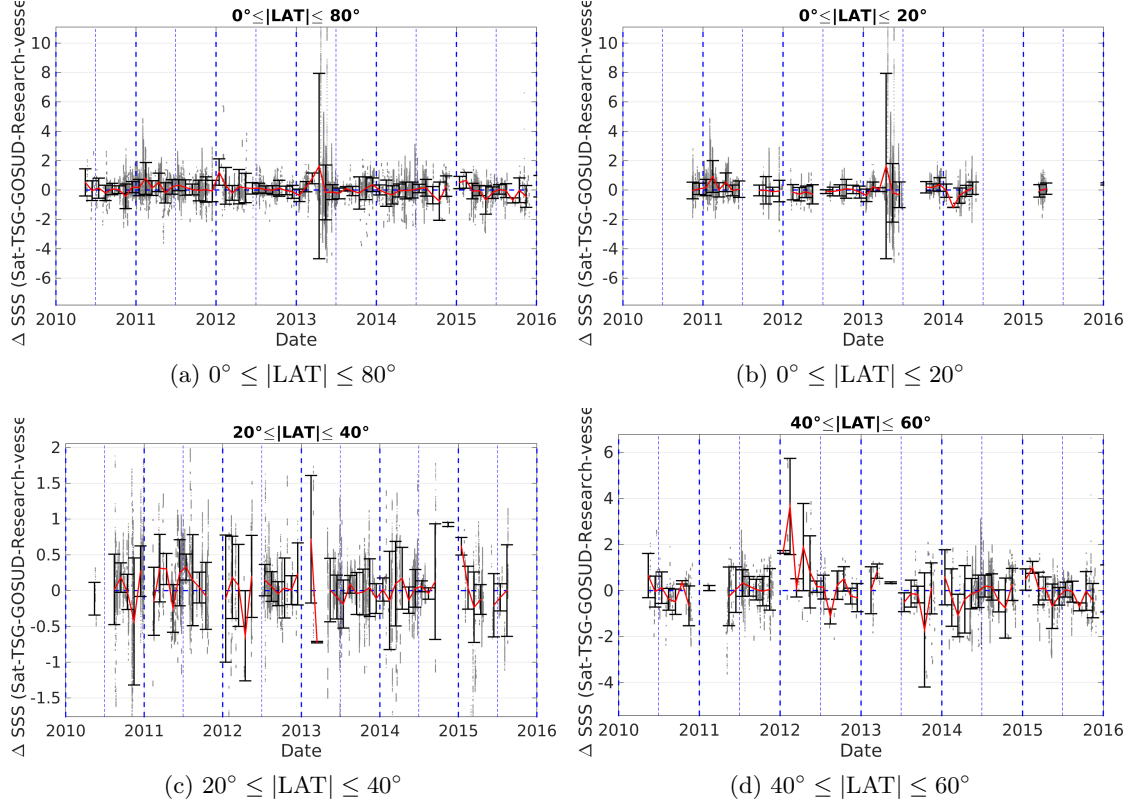 0°≤|LAT|≤ 80°
Δ SSS (Sat-TSG-GOSUD-Research-vesse
10
8
6
4
2
0
-2
-4
-6
2010 2011 2012 2013 2014 2015 2016
Date
(a) 0° ≤ |LAT| ≤ 80°
0°≤|LAT|≤ 20°
Δ SSS (Sat-TSG-GOSUD-Research-vesse
10
8
6
4
2
0
-2
-4
-6
2010 2011 2012 2013 2014 2015 2016
Date
(b) 0° ≤ |LAT| ≤ 20°
20°≤|LAT|≤ 40°
Δ SSS (Sat-TSG-GOSUD-Research-vesse
2
1.5
1
0.5
0
-0.5
-1
-1.5
2010 2011 2012 2013 2014 2015 2016
Date
(c) 20° ≤ |LAT| ≤ 40°
40°≤|LAT|≤ 60°
Δ SSS (Sat-TSG-GOSUD-Research-vesse
6
4
2
0
-2
-4
2010 2011 2012 2013 2014 2015 2016
Date
(d) 40° ≤ |LAT| ≤ 60°